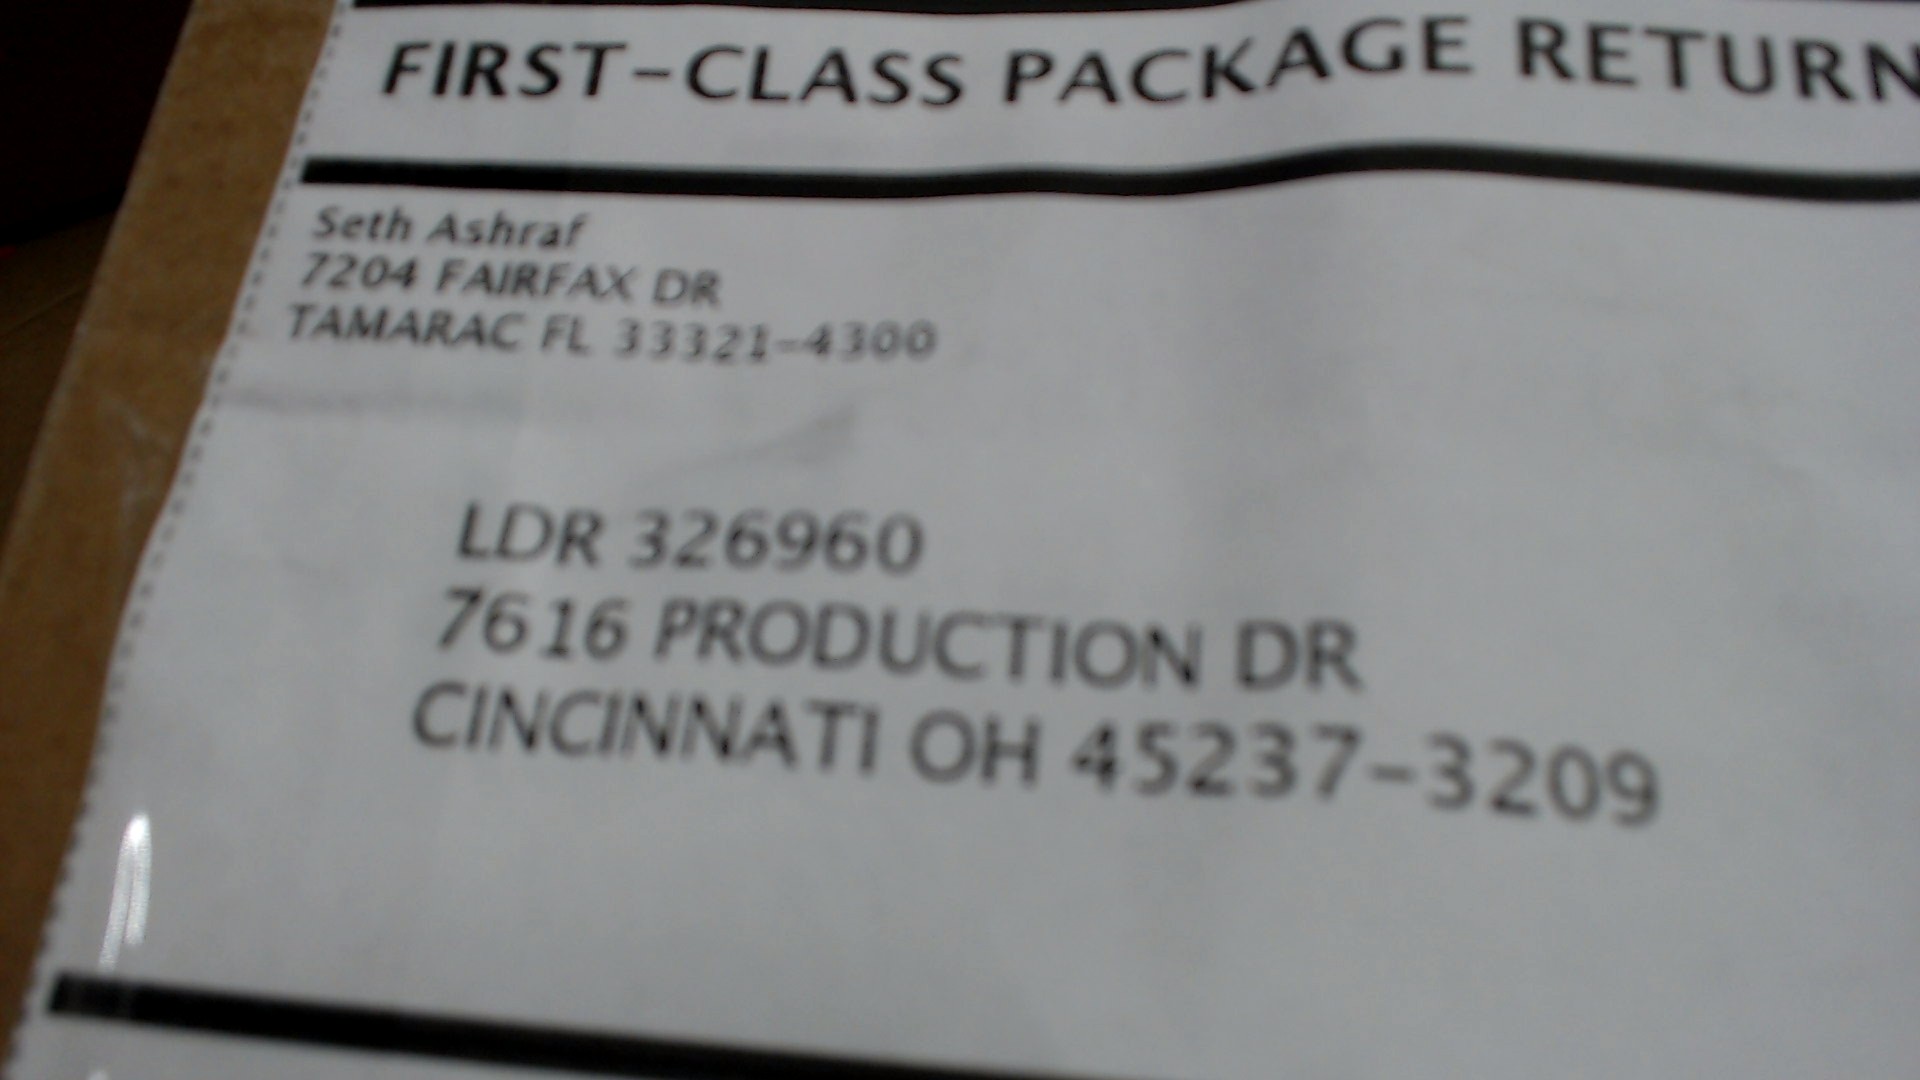 FIRST-CLASS PACKAGE RETURN
Seth Ashraf
7204 FAIRFAX DR
TAMARAC FL 33321-4300
LDR 326960
7616 PRODUCTION DR
CINCINNATI OH 45237-3209